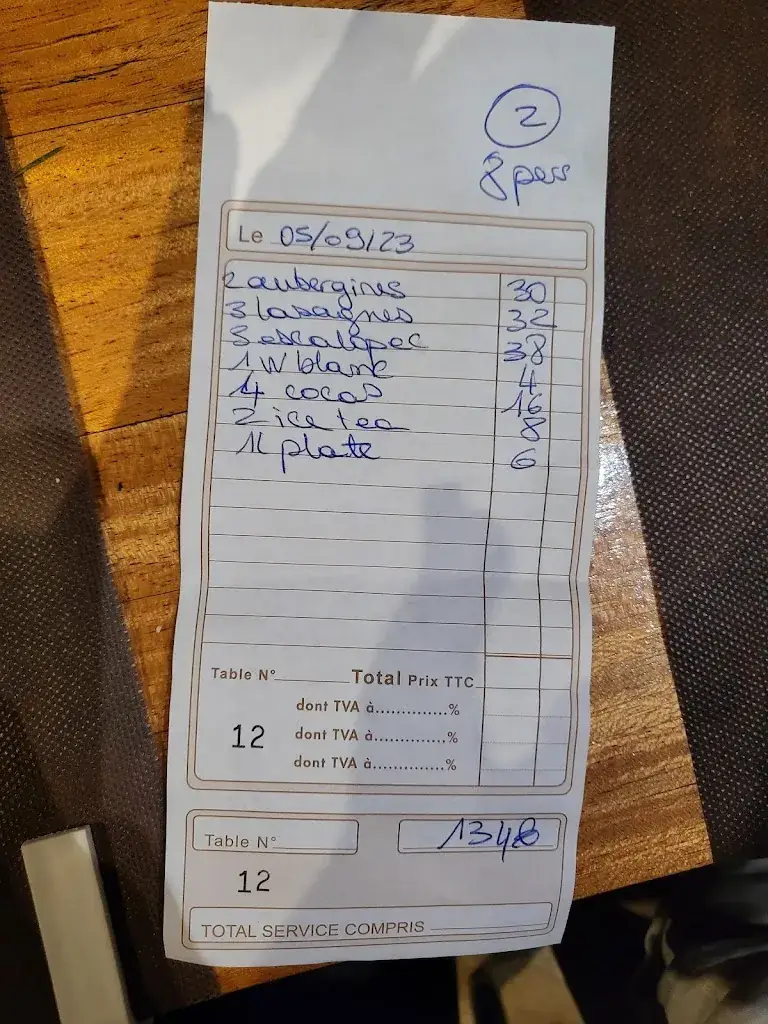 2
8 pers
Le 05/09/23
2 aubergines 30
3 lasagnes 32
3 escalopec 38
1 W blanc 4
4 cocas 16
2 ice tea 8
1L plate 6
Table N° Total Prix TTC
dont TVA à..............%
12 dont TVA à..............%
dont TVA à..............%
Table N° 134€
12
TOTAL SERVICE COMPRIS